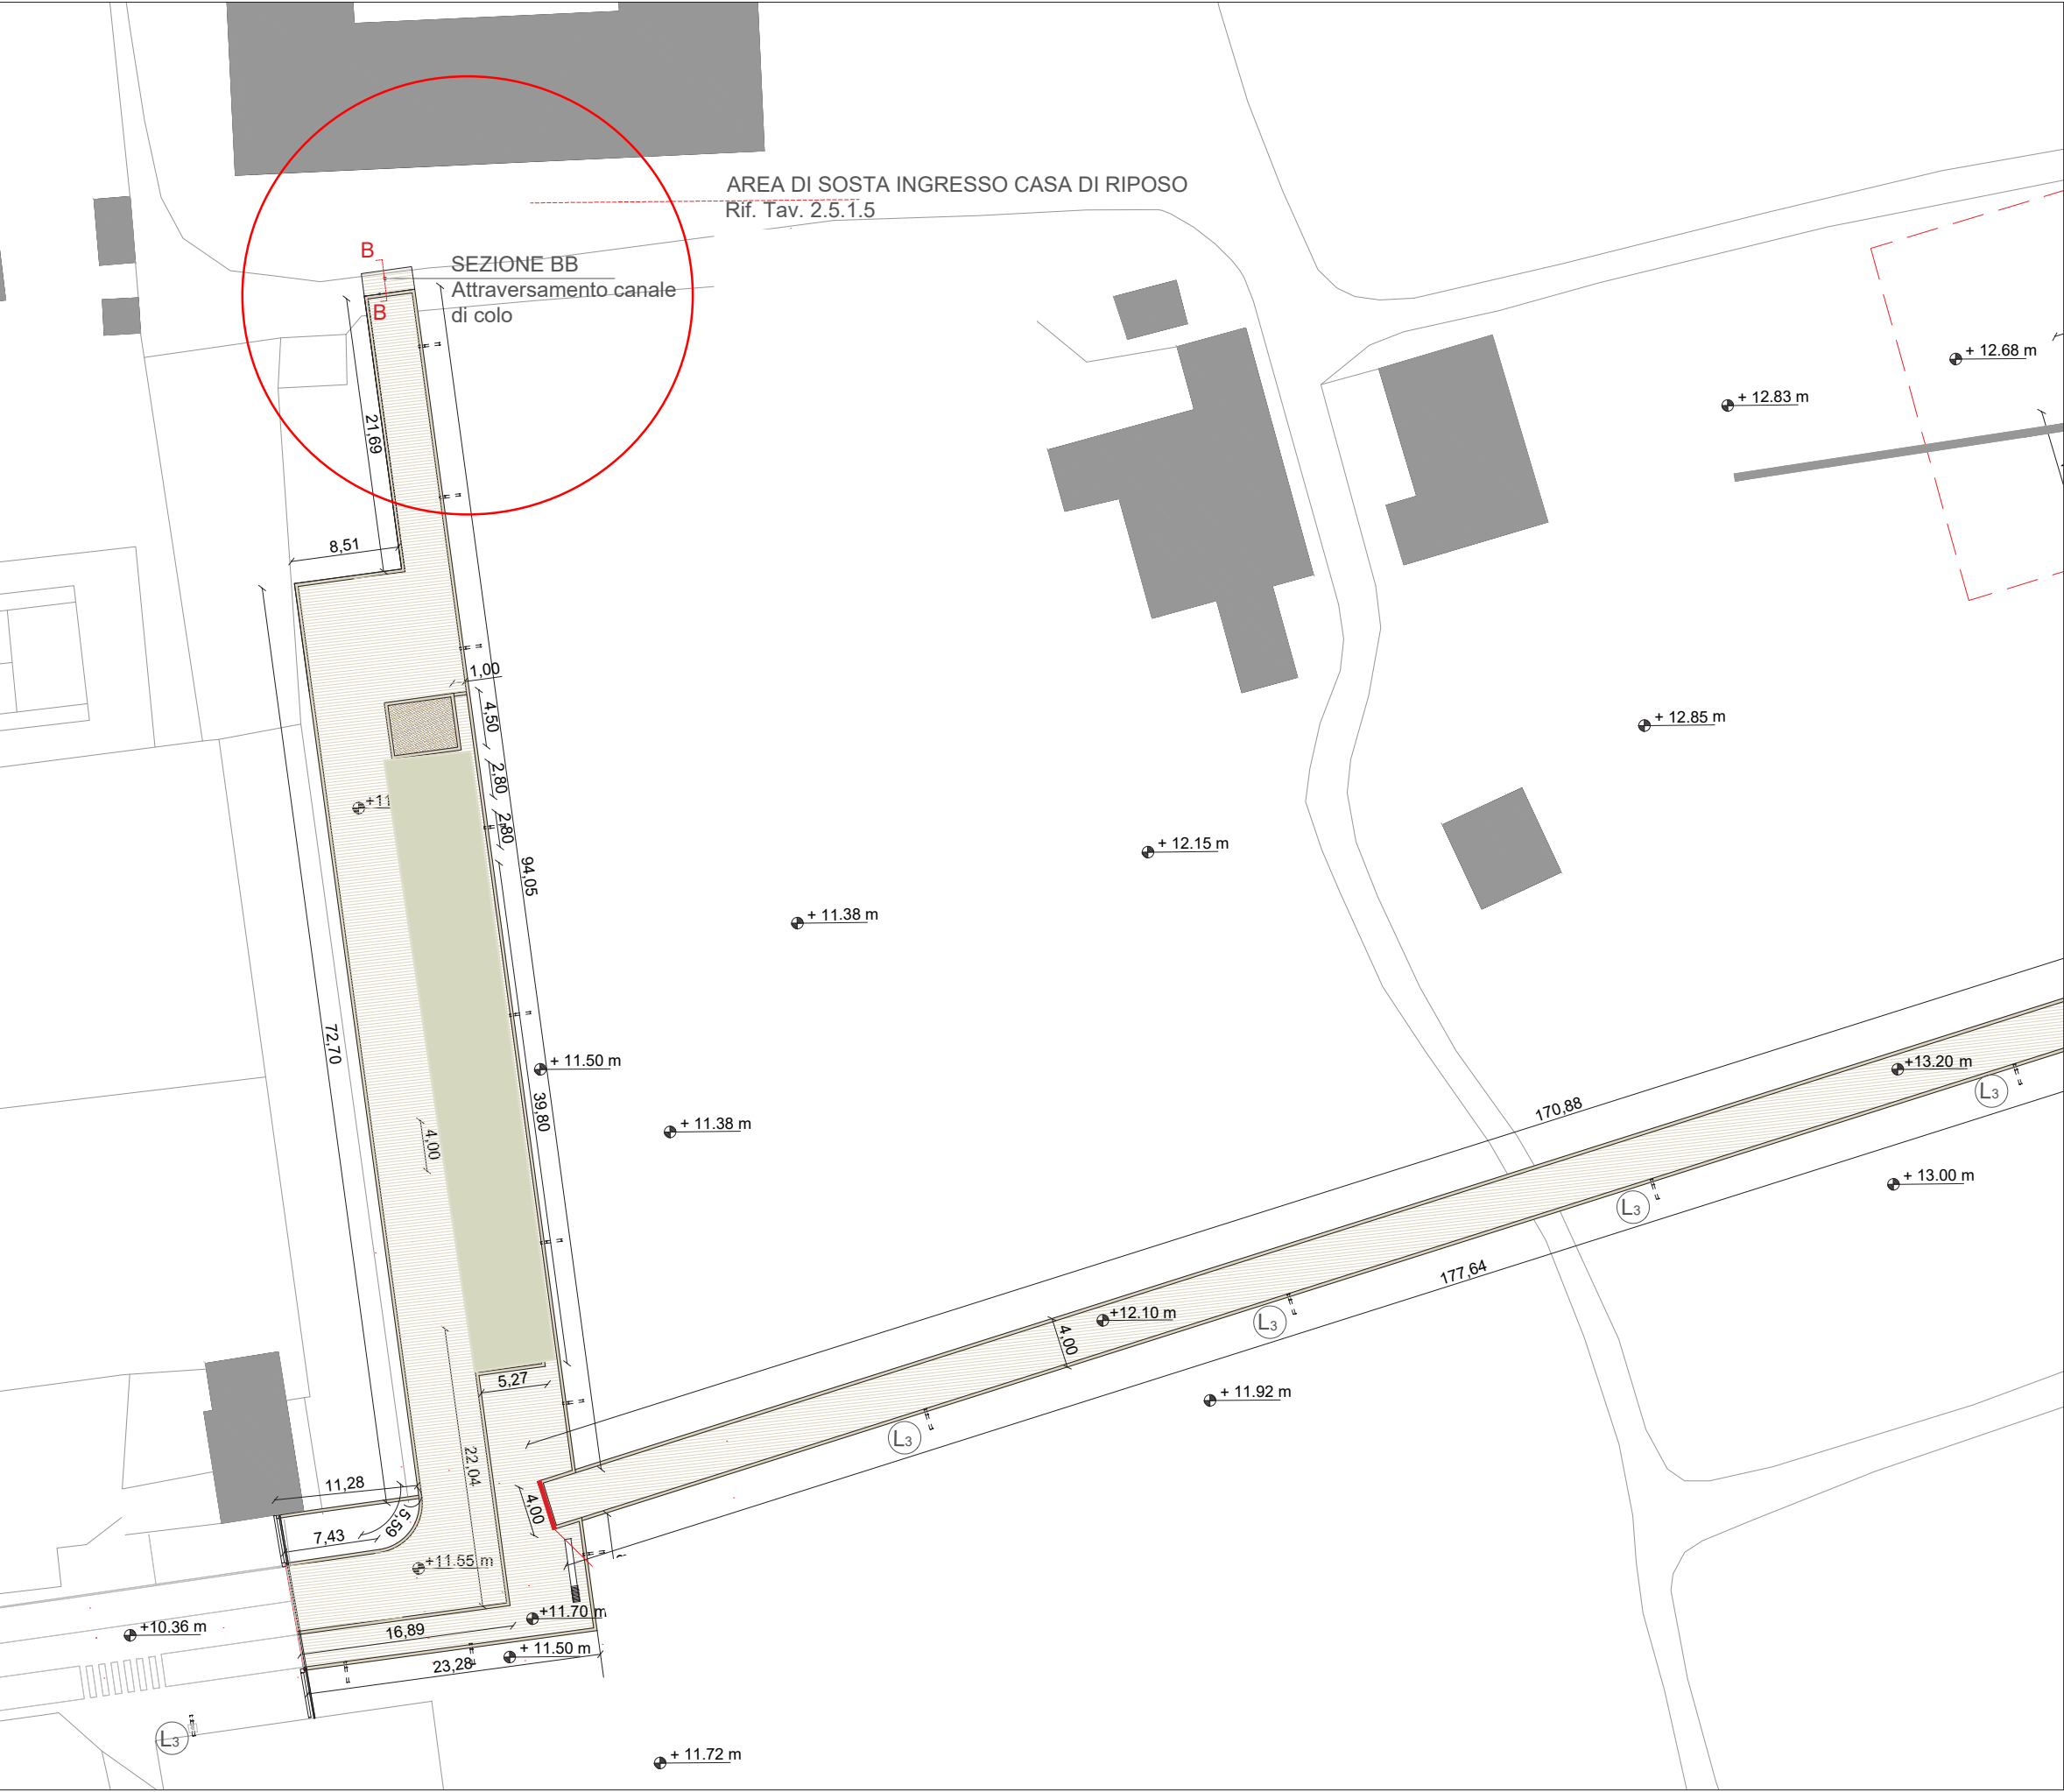 AREA DI SOSTA INGRESSO CASA DI RIPOSO
Rif. Tav. 2.5.1.5
B
SEZIONE BB
Attraversamento canale
di colo
B
+ 12.68 m
+ 12.83 m
21,69
8,51
1,00
4,50
+ 12.85 m
2,80
2,80
+11
94,05
+ 12.15 m
+ 11.38 m
72,70
+ 11.50 m
+13.20 m
L3
39,80
170,88
+ 11.38 m
4,00
+ 13.00 m
L3
177,64
+12.10 m
L3
4,00
5,27
+ 11.92 m
L3
22,04
11,28
4,00
5,59
7,43
+11.55 m
+11.70 m
+10.36 m
16,89
+ 11.50 m
23,28
L3
+ 11.72 m